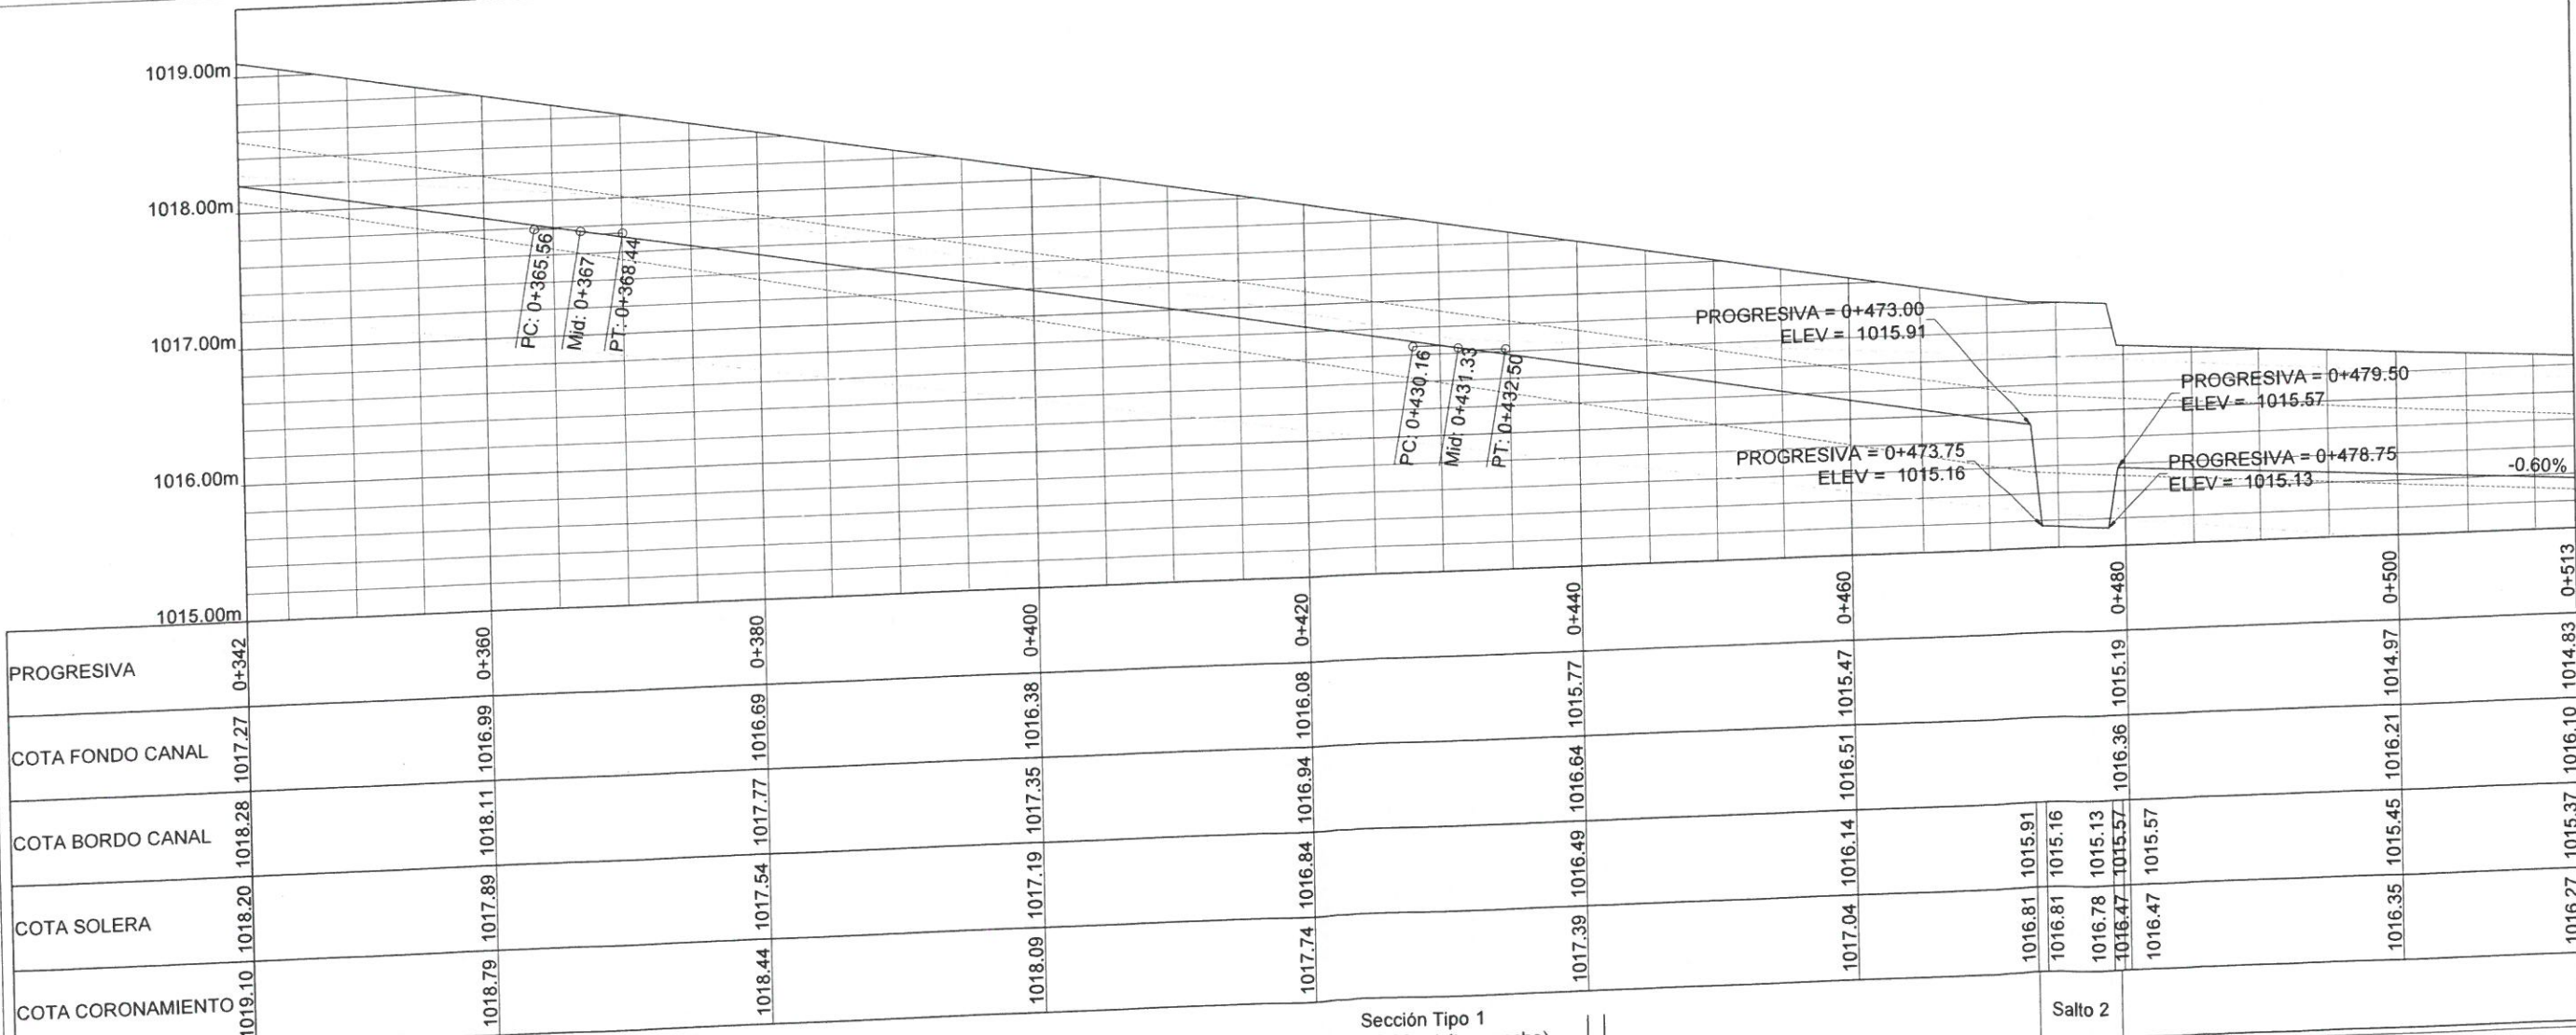 1019.00m
1018.00m
1017.00m
1016.00m
1015.00m
PC: 0+365.56
Mid: 0+367
PT: 0+368.44
PC: 0+430.16
Mid: 0+431.33
PT: 0+432.50
PROGRESIVA = 0+473.00
ELEV = 1015.91
PROGRESIVA = 0+473.75
ELEV = 1015.16
PROGRESIVA = 0+479.50
ELEV = 1015.57
PROGRESIVA = 0+478.75
ELEV = 1015.13
-0.60%
PROGRESIVA 0+342 0+360 0+380 0+400 0+420 0+440 0+460 0+480 0+500 0+513
COTA FONDO CANAL 1017.27 1016.99 1016.69 1016.38 1016.08 1015.77 1015.47 1015.19 1014.97 1014.83
COTA BORDO CANAL 1018.28 1018.11 1017.77 1017.35 1016.94 1016.64 1016.51 1016.36 1016.21 1016.10
COTA SOLERA 1018.20 1017.89 1017.54 1017.19 1016.84 1016.49 1016.14 1015.91 1015.16 1015.13 1015.57 1015.57 1015.45 1015.37
COTA CORONAMIENTO 1019.10 1018.79 1018.44 1018.09 1017.74 1017.39 1017.04 1016.81 1016.81 1016.78 1016.47 1016.47 1016.35 1016.27
Sección Tipo 1
Salto 2